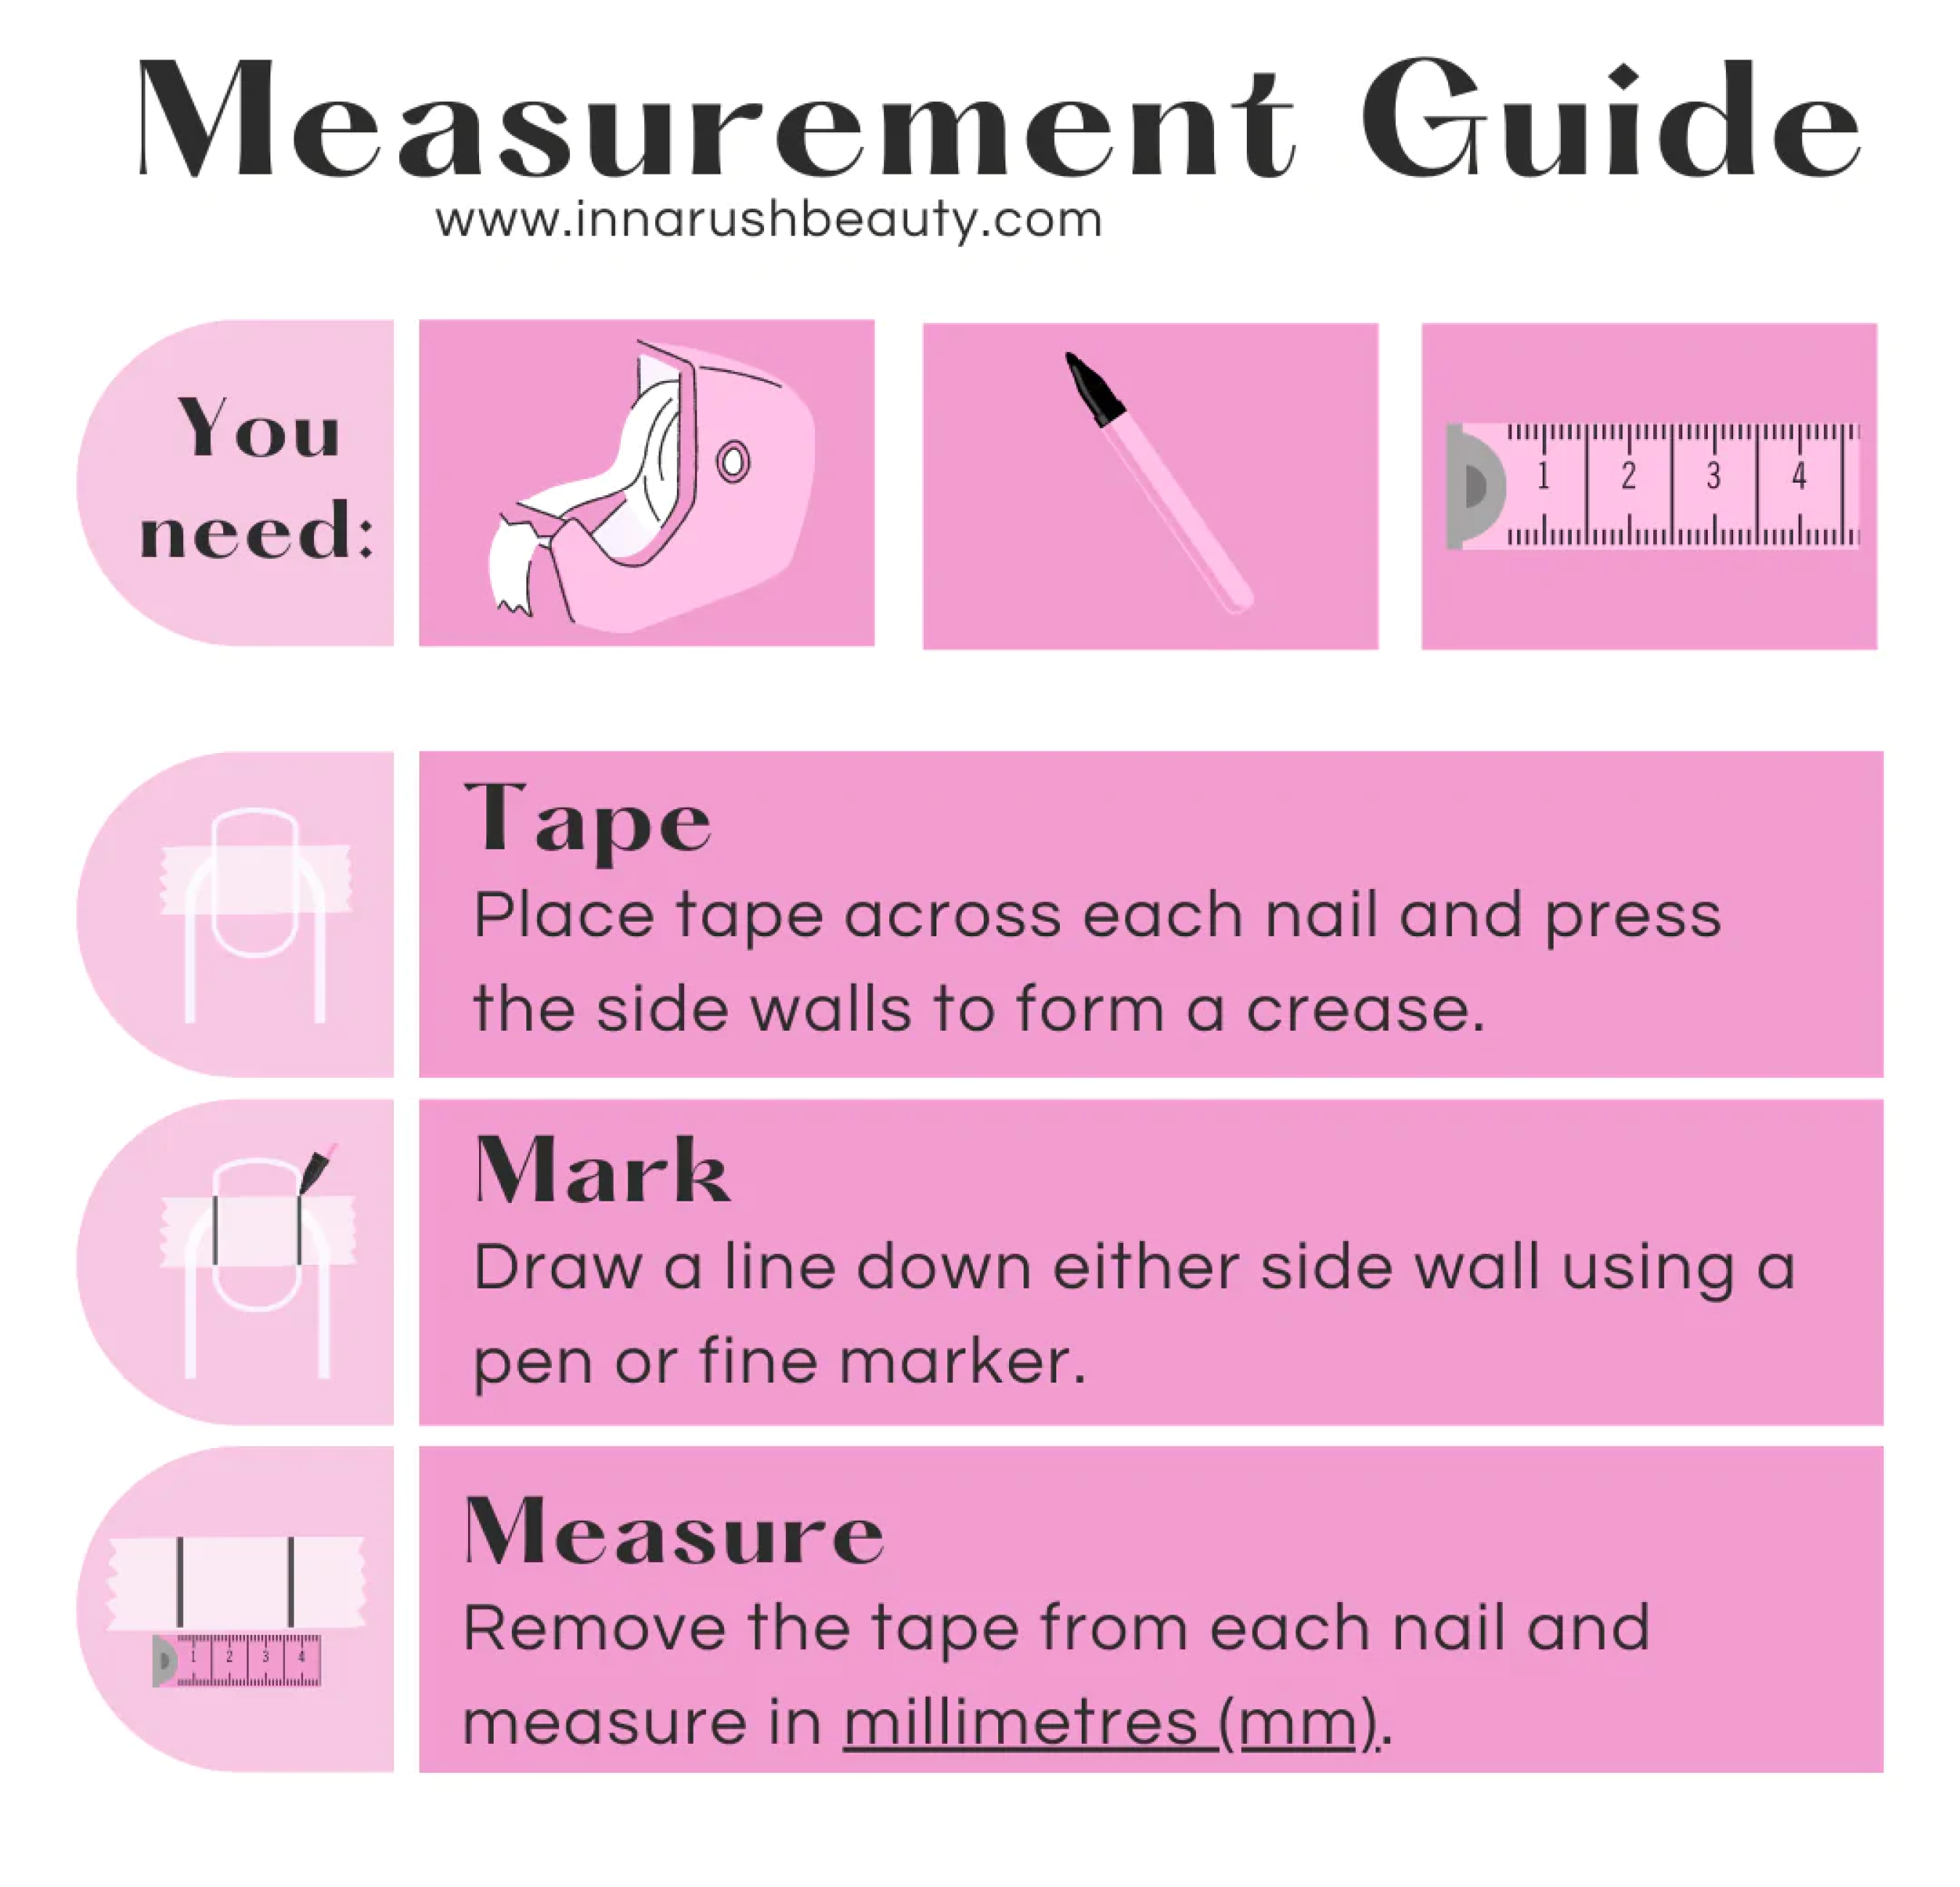 Measurement Guide
www.innarushbeauty.com
You
need:
1 2 3 4
Tape
Place tape across each nail and press
the side walls to form a crease.
Mark
Draw a line down either side wall using a
pen or fine marker.
Measure
Remove the tape from each nail and
measure in millimetres (mm)..
1 2 3 4